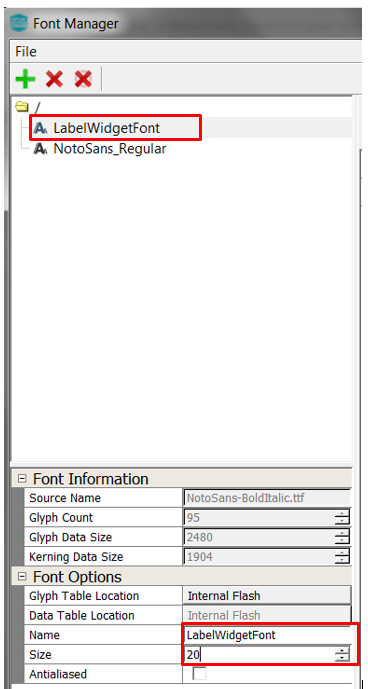 Font Manager
File
/
LabelWidgetFont
NotoSans_Regular
Font Information
Source Name NotoSans-BoldItalic.ttf
Glyph Count 95
Glyph Data Size 2480
Kerning Data Size 1904
Font Options
Glyph Table Location Internal Flash
Data Table Location Internal Flash
Name LabelWidgetFont
Size 20
Antialiased